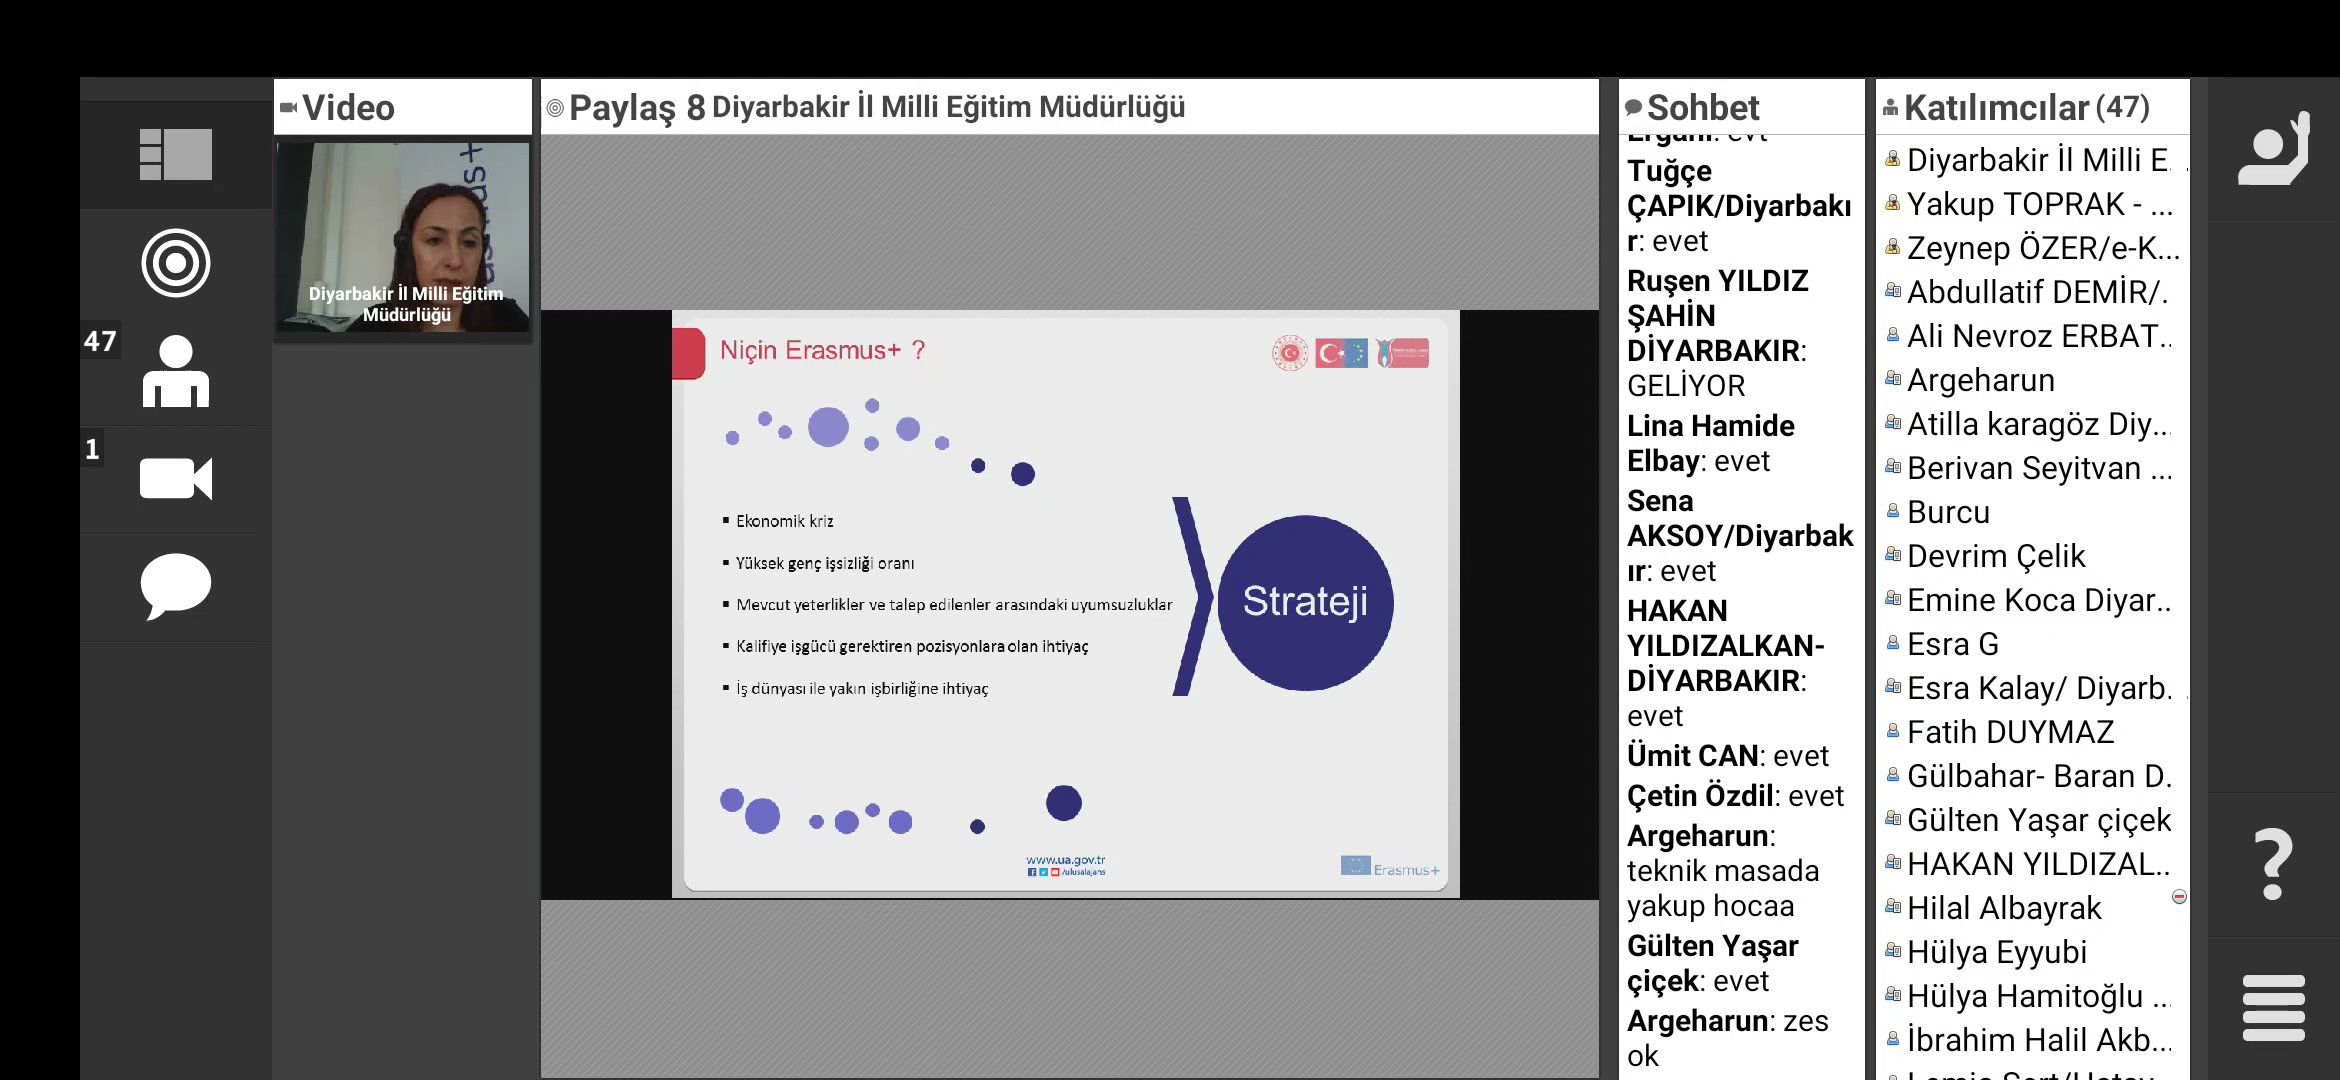 Video
Diyarbakir İl Milli Eğitim
Müdürlüğü
47
1
Paylaş 8 Diyarbakir İl Milli Eğitim Müdürlüğü
Niçin Erasmus+ ?
▪ Ekonomik kriz
▪ Yüksek genç işsizliği oranı
▪ Mevcut yeterlikler ve talep edilenler arasındaki uyumsuzluklar
▪ Kalifiye işgücü gerektiren pozisyonlara olan ihtiyaç
▪ İş dünyası ile yakın işbirliğine ihtiyaç
Strateji
www.ua.gov.tr
/ulusalajans
Erasmus+
Sohbet
Ergani: evt
Tuğçe
ÇAPIK/Diyarbakı
r: evet
Ruşen YILDIZ
ŞAHİN
DİYARBAKIR:
GELİYOR
Lina Hamide
Elbay: evet
Sena
AKSOY/Diyarbak
ır: evet
HAKAN
YILDIZALKAN-
DİYARBAKIR:
evet
Ümit CAN: evet
Çetin Özdil: evet
Argeharun:
teknik masada
yakup hocaa
Gülten Yaşar
çiçek: evet
Argeharun: zes
ok
Katılımcılar (47)
Diyarbakir İl Milli E...
Yakup TOPRAK - ...
Zeynep ÖZER/e-K...
Abdullatif DEMİR/.
Ali Nevroz ERBAT..
Argeharun
Atilla karagöz Diy...
Berivan Seyitvan ...
Burcu
Devrim Çelik
Emine Koca Diyar..
Esra G
Esra Kalay/ Diyarb...
Fatih DUYMAZ
Gülbahar- Baran D.
Gülten Yaşar çiçek
HAKAN YILDIZAL..
Hilal Albayrak
Hülya Eyyubi
Hülya Hamitoğlu ...
İbrahim Halil Akb...
?